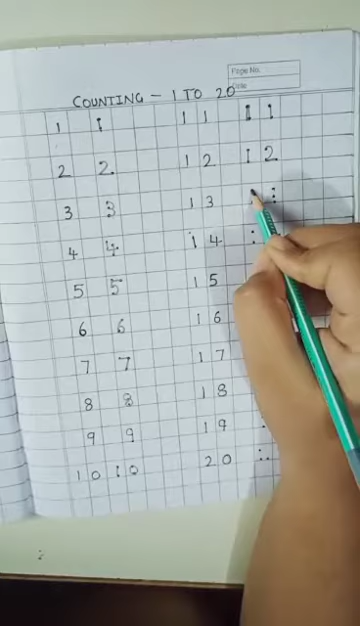 Page No.
Date
COUNTING - 1 TO 20
1 1 11 11
2 2 12 12
3 3 13
4 4 14
5 5 15
6 6 16
7 7 17
8 8 18
9 9 19
10 10 20